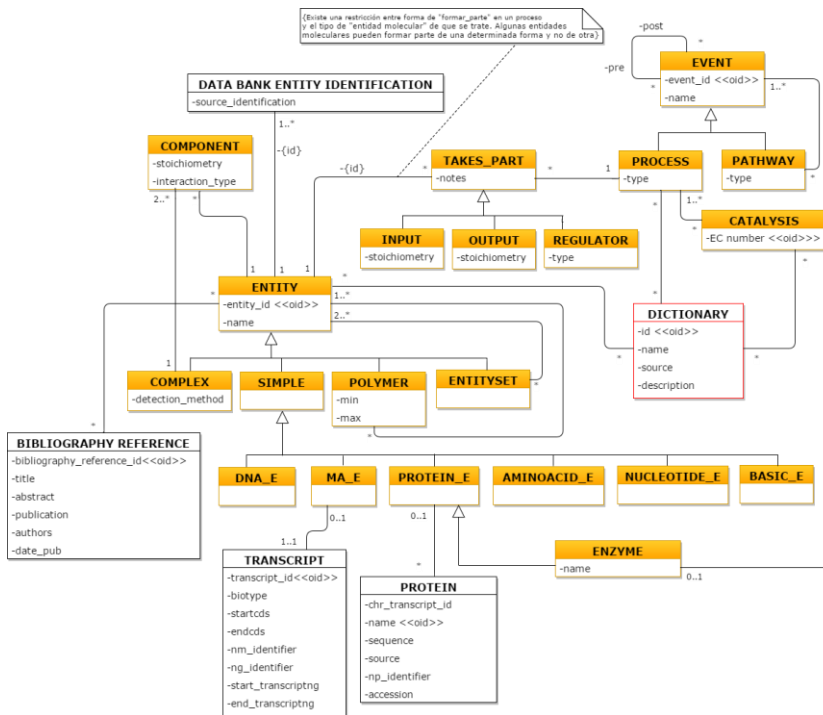 {Existe una restricción entre forma de "formar_parte" en un proceso
y el tipo de "entidad molecular" de que se trate. Algunas entidades
moleculares pueden formar parte de una determinada forma y no de otra}
-post
*
-pre
*
EVENT
-event_id <<oid>>
-name
1..*
DATA BANK ENTITY IDENTIFICATION
-source_identification
1..*
-{id}
1
COMPONENT
-stoichiometry
-interaction_type
2..*
*
1
-{id}
*
1
TAKES_PART
-notes
*
1
PROCESS
-type
*
1..*
PATHWAY
-type
*
*
CATALYSIS
-EC number <<oid>>>
*
INPUT
-stoichiometry
OUTPUT
-stoichiometry
REGULATOR
-type
ENTITY
-entity_id <<oid>>
-name
*
*
1..*
2..*
*
DICTIONARY
-id <<oid>>
-name
-source
-description
*
*
1
COMPLEX
-detection_method
SIMPLE
POLYMER
-min
-max
*
ENTITYSET
*
*
BIBLIOGRAPHY REFERENCE
-bibliography_reference_id<<oid>>
-title
-abstract
-publication
-authors
-date_pub
DNA_E
MA_E
PROTEIN_E
AMINOACID_E
NUCLEOTIDE_E
BASIC_E
0..1
1..1
0..1
*
ENZYME
-name
0..1
TRANSCRIPT
-transcript_id<<oid>>
-biotype
-startcds
-endcds
-nm_identifier
-ng_identifier
-start_transcriptng
-end_transcriptng
PROTEIN
-chr_transcript_id
-name <<oid>>
-sequence
-source
-np_identifier
-accession